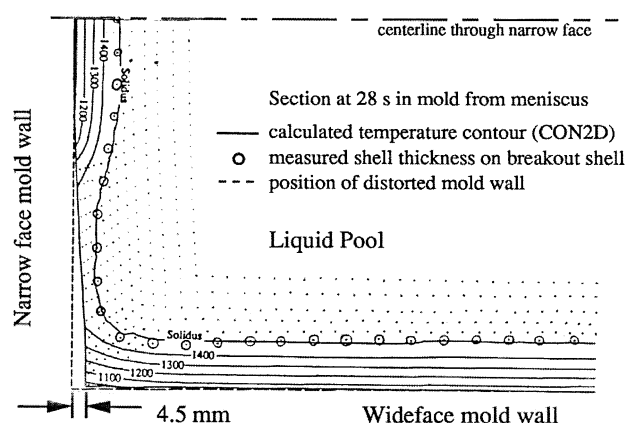 centerline through narrow face
1400
1300
1200
Solidus
Section at 28 s in mold from meniscus
calculated temperature contour (CON2D)
measured shell thickness on breakout shell
position of distorted mold wall
Narrow face mold wall
Liquid Pool
Solidus
1400
1300
1200
1100
4.5 mm
Wideface mold wall